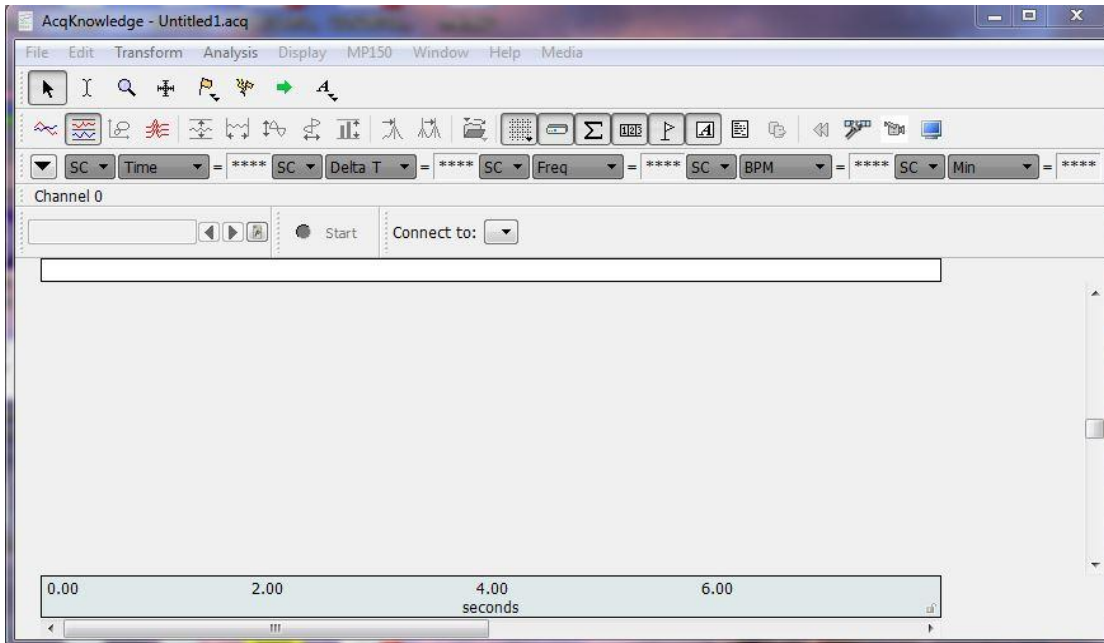 AcqKnowledge - Untitled1.acq
File Edit Transform Analysis Display MP150 Window Help Media
A
123 A
SC Time = **** SC Delta T = **** SC Freq = **** SC BPM = **** SC Min = ****
Channel 0
Start Connect to:
0.00 2.00 4.00 6.00
seconds